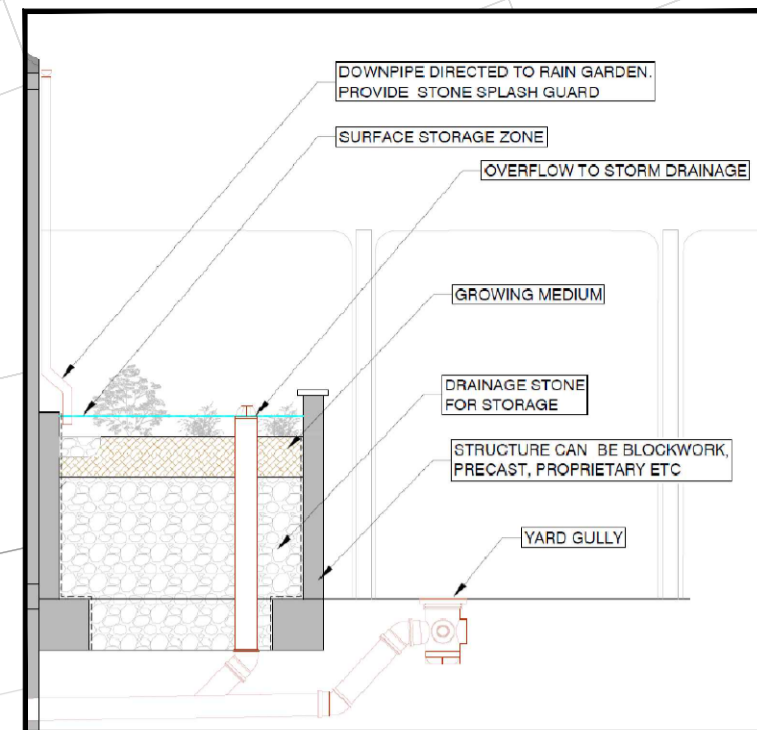 DOWNPIPE DIRECTED TO RAIN GARDEN.
PROVIDE STONE SPLASH GUARD
SURFACE STORAGE ZONE
OVERFLOW TO STORM DRAINAGE
GROWING MEDIUM
DRAINAGE STONE
FOR STORAGE
STRUCTURE CAN BE BLOCKWORK,
PRECAST, PROPRIETARY ETC
YARD GULLY